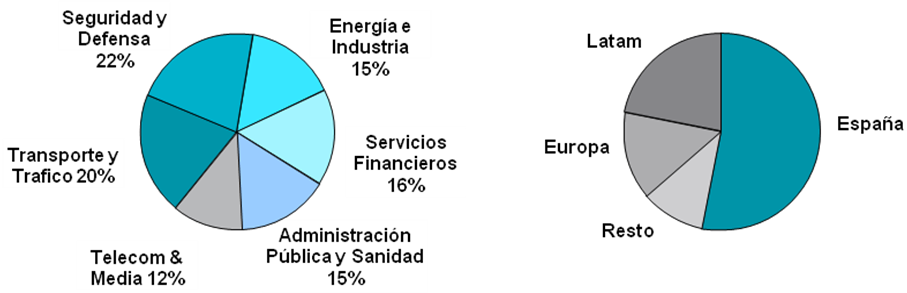 Seguridad y
Defensa
22%
Energía e
Industria
15%
Servicios
Financieros
16%
Administración
Pública y Sanidad
15%
Telecom &
Media 12%
Transporte y
Trafico 20%
Latam
España
Europa
Resto